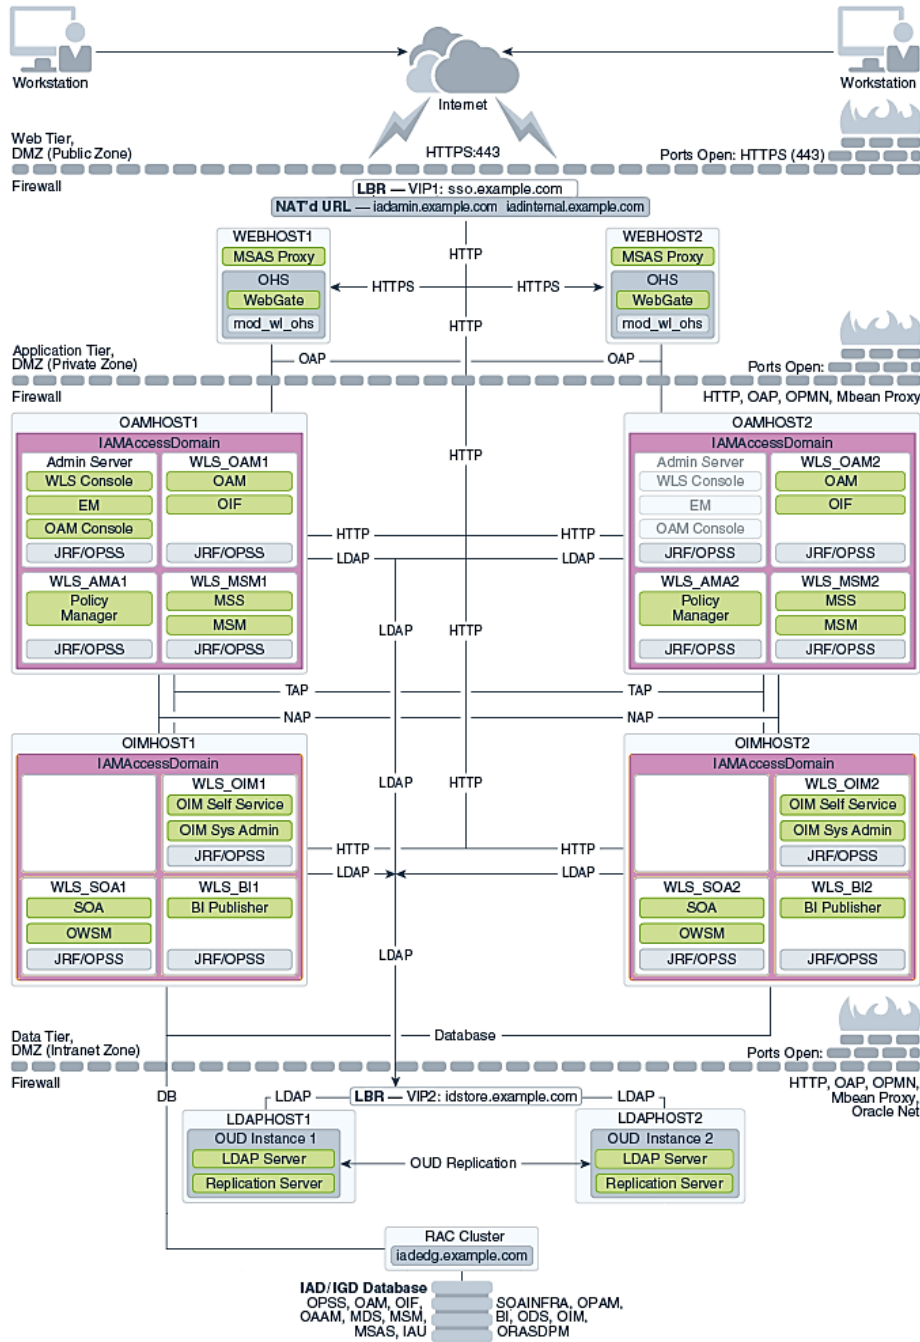 Workstation
Internet
Workstation
Web Tier,
DMZ (Public Zone)
HTTPS:443
Ports Open: HTTPS (443)
Firewall
LBR — VIP1: sso.example.com
NAT'd URL — iadamin.example.com iadinternal.example.com
WEBHOST1
MSAS Proxy
OHS
WebGate
mod_wl_ohs
HTTP
HTTPS
HTTPS
HTTP
WEBHOST2
MSAS Proxy
OHS
WebGate
mod_wl_ohs
OAP
OAP
Application Tier,
DMZ (Private Zone)
Ports Open:
Firewall
HTTP, OAP, OPMN, Mbean Proxy
OAMHOST1
IAMAccessDomain
Admin Server
WLS Console
EM
OAM Console
JRF/OPSS
WLS_OAM1
OAM
OIF
JRF/OPSS
WLS_AMA1
Policy
Manager
JRF/OPSS
WLS_MSM1
MSS
MSM
JRF/OPSS
HTTP
HTTP
HTTP
LDAP
LDAP
LDAP
HTTP
OAMHOST2
IAMAccessDomain
Admin Server
WLS Console
EM
OAM Console
JRF/OPSS
WLS_OAM2
OAM
OIF
JRF/OPSS
WLS_AMA2
Policy
Manager
JRF/OPSS
WLS_MSM2
MSS
MSM
JRF/OPSS
TAP
TAP
NAP
NAP
OIMHOST1
IAMAccessDomain
WLS_OIM1
OIM Self Service
OIM Sys Admin
JRF/OPSS
WLS_SOA1
SOA
OWSM
JRF/OPSS
WLS_BI1
BI Publisher
JRF/OPSS
LDAP
HTTP
HTTP
HTTP
LDAP
LDAP
LDAP
OIMHOST2
IAMAccessDomain
WLS_OIM2
OIM Self Service
OIM Sys Admin
JRF/OPSS
WLS_SOA2
SOA
OWSM
JRF/OPSS
WLS_BI2
BI Publisher
JRF/OPSS
Database
Data Tier,
DMZ (Intranet Zone)
Ports Open:
Firewall
HTTP, OAP, OPMN,
Mbean Proxy,
Oracle Net
DB
LDAP
LBR — VIP2: idstore.example.com
LDAP
LDAPHOST1
OUD Instance 1
LDAP Server
Replication Server
OUD Replication
LDAPHOST2
OUD Instance 2
LDAP Server
Replication Server
RAC Cluster
iadedg.example.com
IAD/IGD Database
OPSS, OAM, OIF,
OAAM, MDS, MSM,
MSAS, IAU
SOAINFRA, OPAM,
BI, ODS, OIM,
ORASDPM